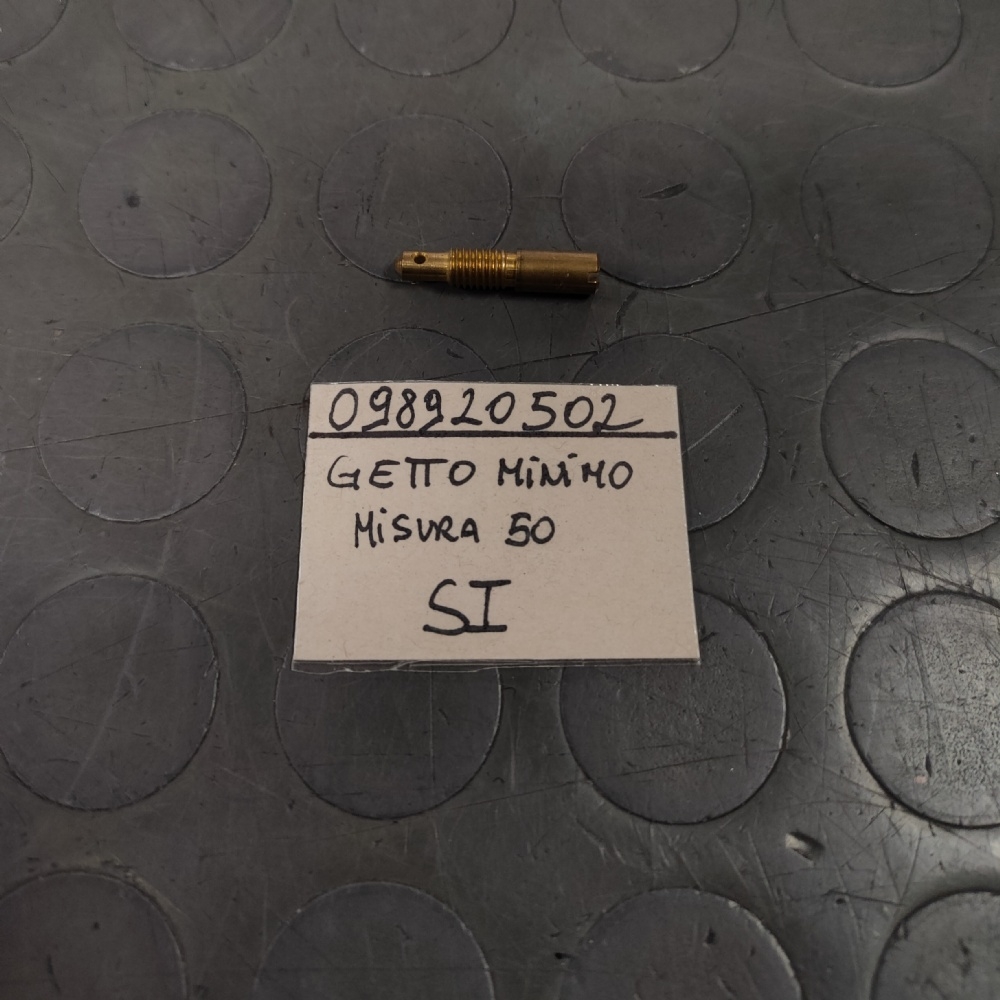 098920502
GETTO MINIMO
MISURA 50
SI